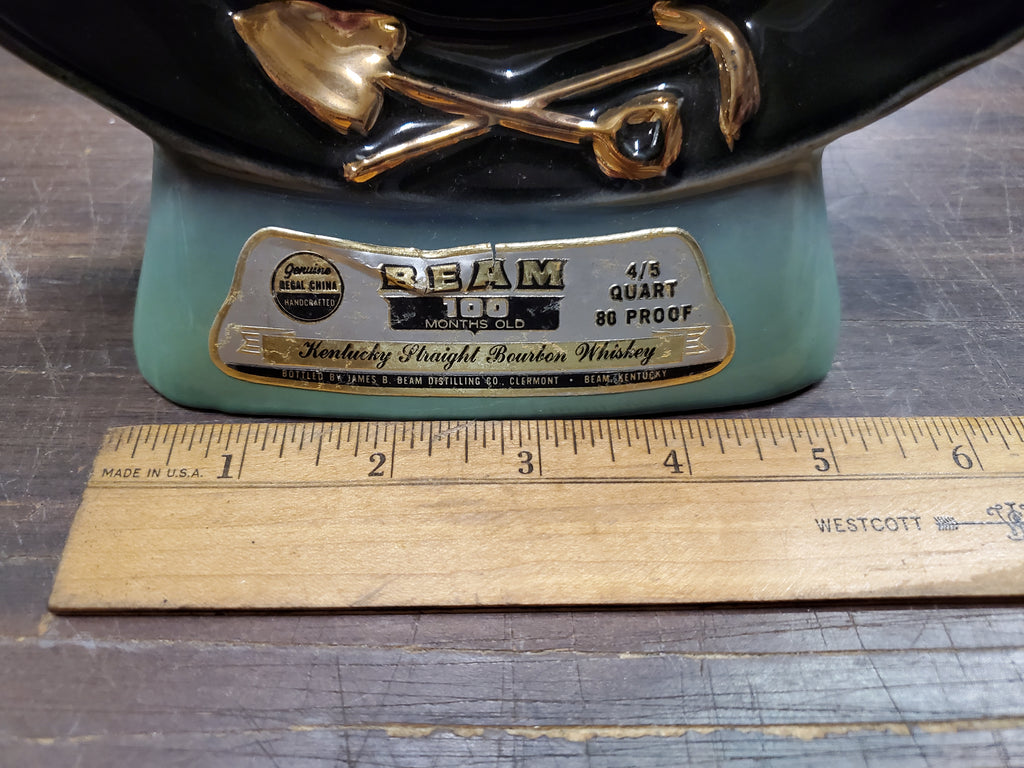 Genuine
REGAL CHINA
HANDCRAFTED
BEAM
100
MONTHS OLD
4/5
QUART
80 PROOF
Kentucky Straight Bourbon Whiskey
BOTTLED BY JAMES B. BEAM DISTILLING CO., CLERMONT • BEAM, KENTUCKY
1 2 3 4 5 6
MADE IN U.S.A.
WESTCOTT